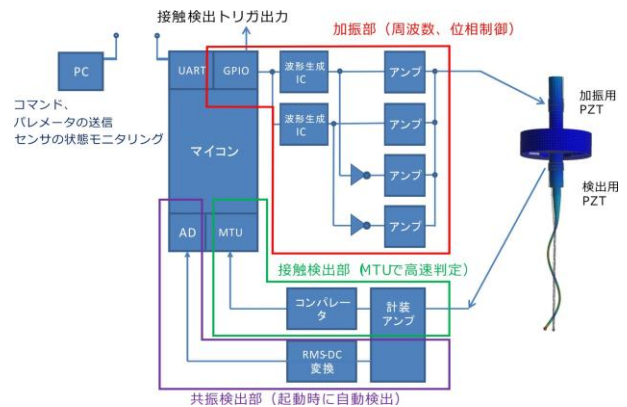 接触検出トリガ出力
加振部（周波数、位相制御）
PC
UART
GPIO
波形生成
IC
アンプ
コマンド、
パレメータの送信
センサの状態モニタリング
マイコン
波形生成
IC
アンプ
加振用
PZT
アンプ
検出用
PZT
アンプ
AD
MTU
接触検出部（MTUで高速判定）
コンパレー
タ
計装
アンプ
RMS-DC
変換
共振検出部（起動時に自動検出）